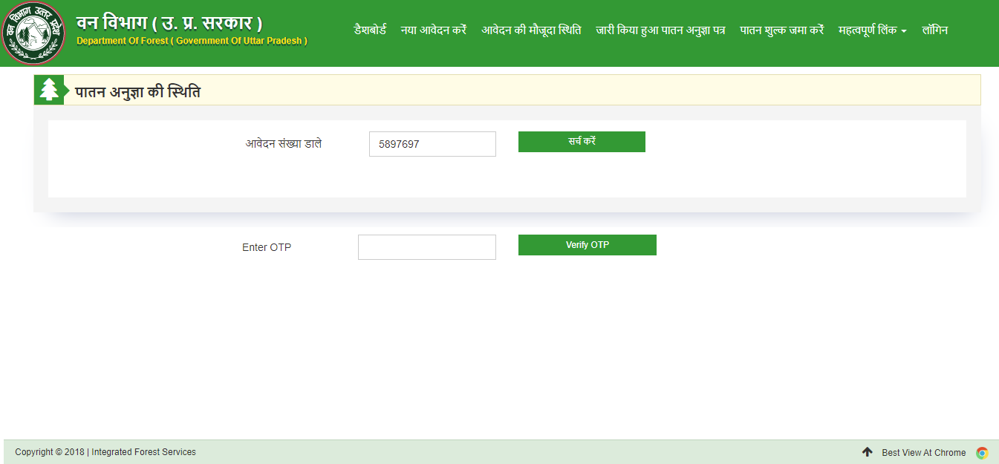 वन विभाग उत्तर प्रदेश
वन विभाग ( उ. प्र. सरकार )
Department Of Forest ( Government Of Uttar Pradesh )
डैशबोर्ड नया आवेदन करें आवेदन की मौजूदा स्थिति जारी किया हुआ पातन अनुज्ञा पत्र पातन शुल्क जमा करें महत्वपूर्ण लिंक लॉगिन
पातन अनुज्ञा की स्थिति
आवेदन संख्या डाले 5897697 सर्च करें
Enter OTP Verify OTP
Copyright © 2018 | Integrated Forest Services Best View At Chrome